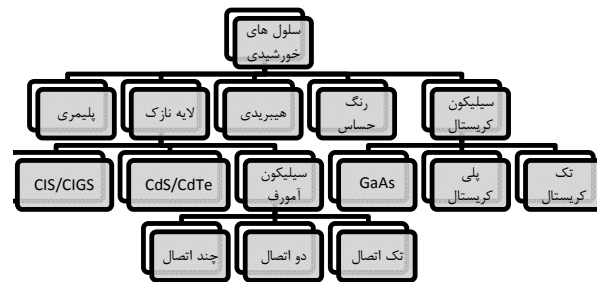 سلول های
خورشیدی
سیلیکون
کریستال
رنگ
حساس
هیبریدی
لایه نازک
پلیمری
تک
کریستال
پلی
کریستال
GaAs
سیلیکون
آمورف
CdS/CdTe
CIS/CIGS
تک اتصال
دو اتصال
چند اتصال